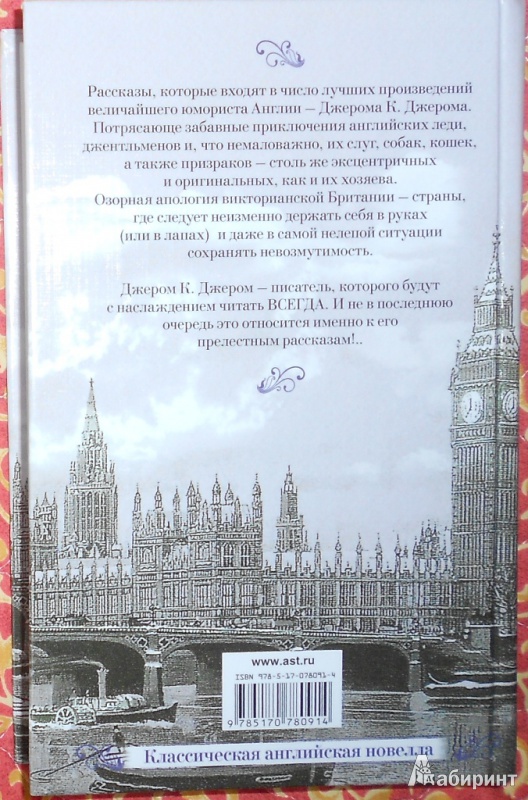 Рассказы, которые входят в число лучших произведений
величайшего юмориста Англии — Джерома К. Джерома.
Потрясающе забавные приключения английских леди,
джентльменов и, что немаловажно, их слуг, собак, кошек,
а также призраков — столь же эксцентричных
и оригинальных, как и их хозяева.
Озорная апология викторианской Британии — страны,
где следует неизменно держать себя в руках
(или в лапах) и даже в самой нелепой ситуации
сохранять невозмутимость.
Джером К. Джером — писатель, которого будут
с наслаждением читать ВСЕГДА. И не в последнюю
очередь это относится именно к его
прелестным рассказам!..
www.ast.ru
ISBN 978-5-17-078091-4
9 785170 780914
Классическая английская новелла
Лабиринт